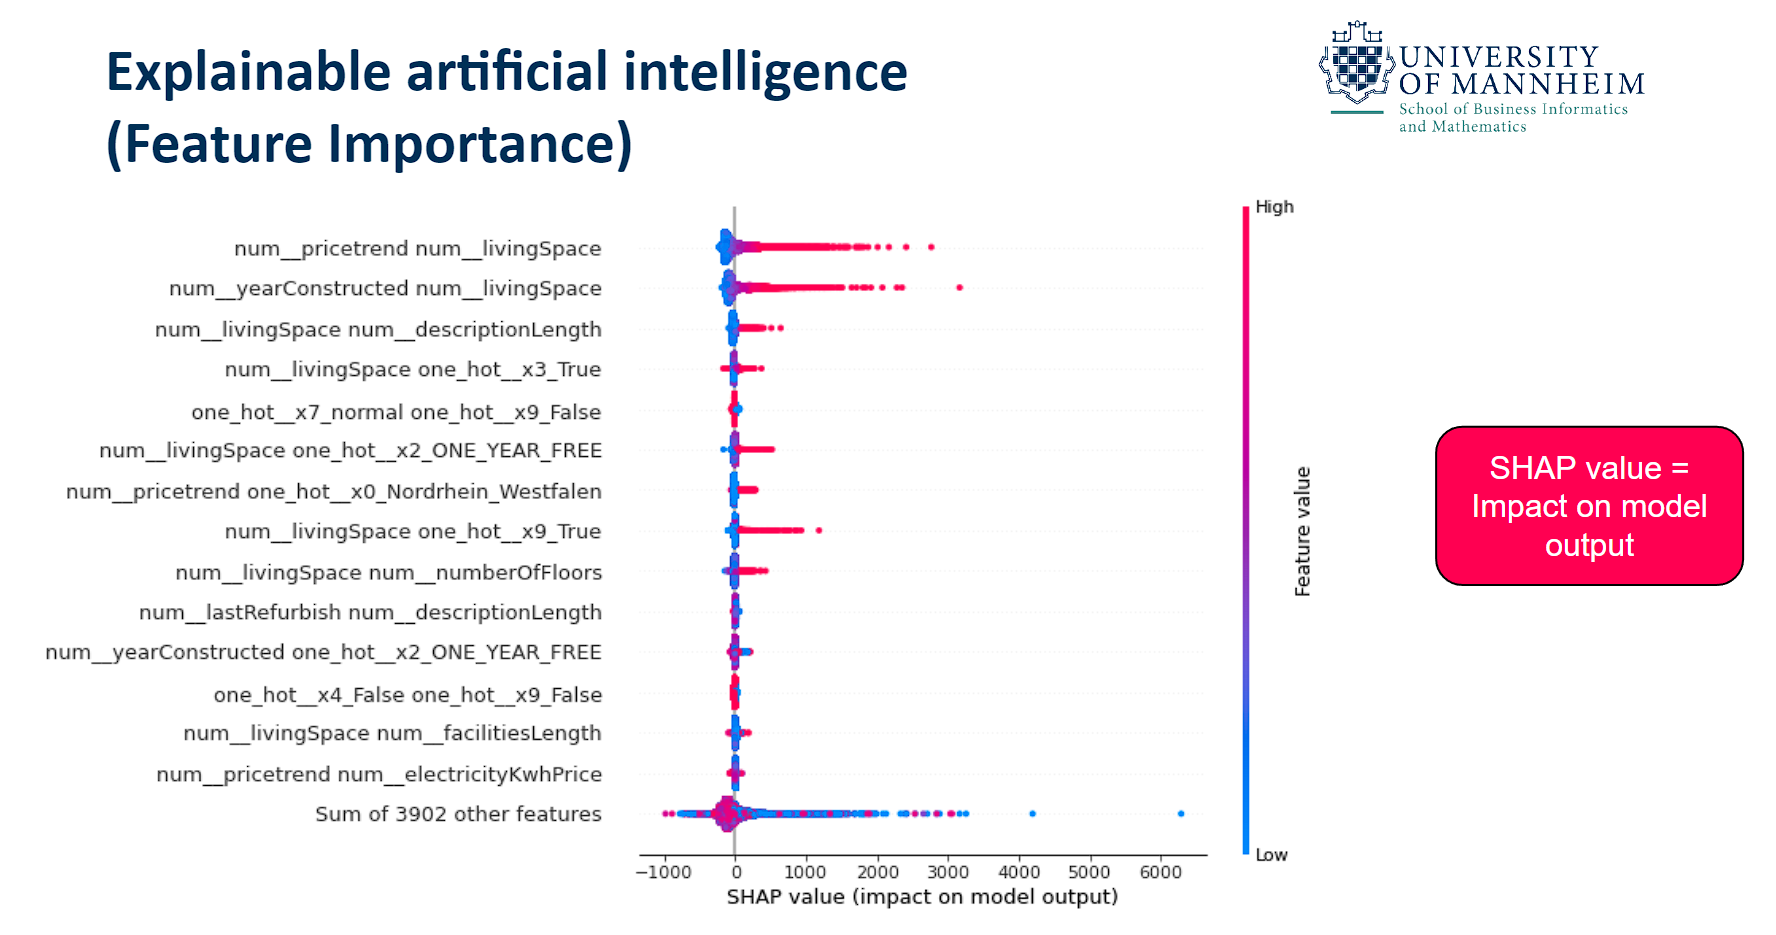 Explainable artificial intelligence
(Feature Importance)
UNIVERSITY
OF MANNHEIM
School of Business Informatics
and Mathematics
High
num__pricetrend num__livingSpace
num__yearConstructed num__livingSpace
num__livingSpace num__descriptionLength
num__livingSpace one_hot__x3_True
one_hot__x7_normal one_hot__x9_False
num__livingSpace one_hot__x2_ONE_YEAR_FREE
num__pricetrend one_hot__x0_Nordrhein_Westfalen
num__livingSpace one_hot__x9_True
num__livingSpace num__numberOfFloors
num__lastRefurbish num__descriptionLength
num__yearConstructed one_hot__x2_ONE_YEAR_FREE
one_hot__x4_False one_hot__x9_False
num__livingSpace num__facilitiesLength
num__pricetrend num__electricityKwhPrice
Sum of 3902 other features
Low
−1000 0 1000 2000 3000 4000 5000 6000
SHAP value (impact on model output)
Feature value
SHAP value =
Impact on model
output